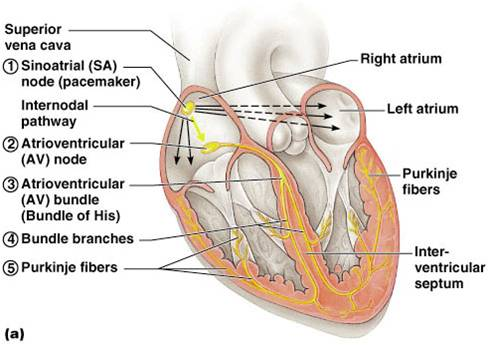 Superior
vena cava
① Sinoatrial (SA)
node (pacemaker)
Internodal
pathway
② Atrioventricular
(AV) node
③ Atrioventricular
(AV) bundle
(Bundle of His)
④ Bundle branches
⑤ Purkinje fibers
Right atrium
Left atrium
Purkinje
fibers
Inter-
ventricular
septum
(a)